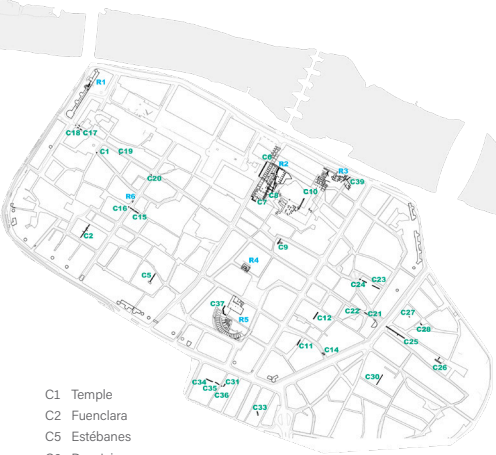 R1
C18 C17
C1 C19
C20
R6
C16 C15
C2
C5
R2
C7 C8
C10
R3
C39
C9
R4
C37
R5
C23
C24
C12
C22 C21
C27
C28
C25
C26
C11
C14
C30
C34 C31
C35
C36
C33
C1 Temple
C2 Fuenclara
C5 Estébanes